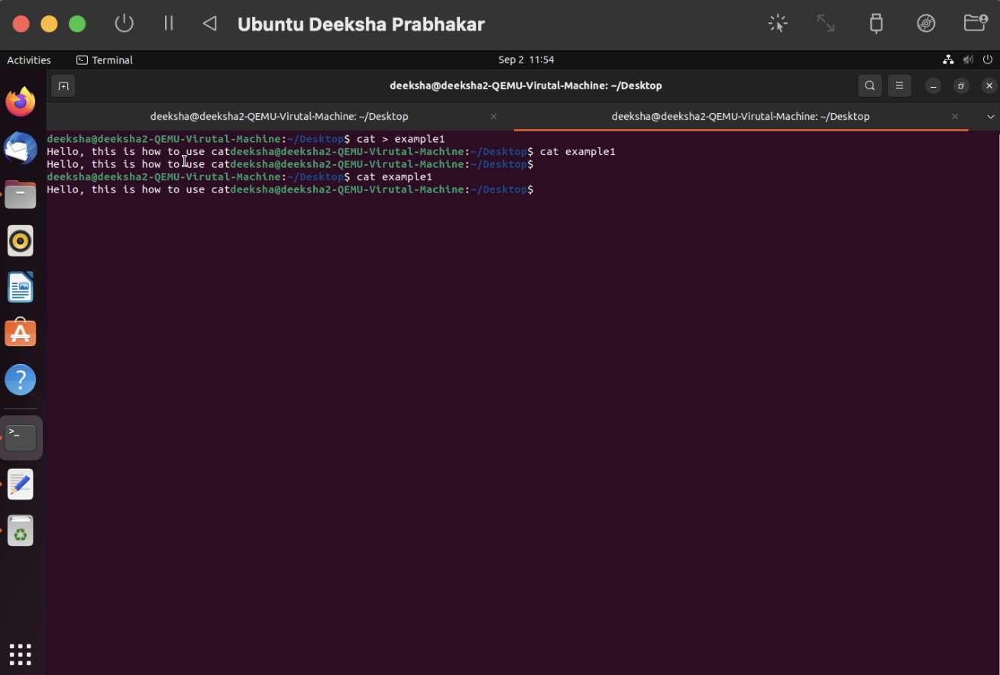 Ubuntu Deeksha Prabhakar
Activities Terminal Sep 2 11:54
deeksha@deeksha2-QEMU-Virutal-Machine: ~/Desktop
deeksha@deeksha2-QEMU-Virutal-Machine: ~/Desktop deeksha@deeksha2-QEMU-Virutal-Machine: ~/Desktop
deeksha@deeksha2-QEMU-Virutal-Machine:~/Desktop$ cat > example1
Hello, this is how to use catdeeksha@deeksha2-QEMU-Virutal-Machine:~/Desktop$ cat example1
Hello, this is how to use catdeeksha@deeksha2-QEMU-Virutal-Machine:~/Desktop$
deeksha@deeksha2-QEMU-Virutal-Machine:~/Desktop$ cat example1
Hello, this is how to use catdeeksha@deeksha2-QEMU-Virutal-Machine:~/Desktop$